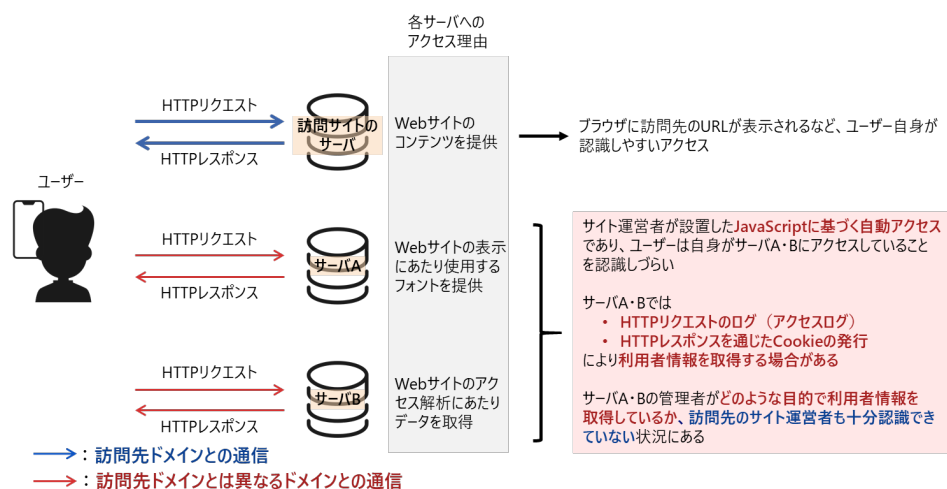 各サーバへの
アクセス理由
HTTPリクエスト
HTTPレスポンス
訪問サイトの
サーバ
Webサイトの
コンテンツを提供
ブラウザに訪問先のURLが表示されるなど、ユーザー自身が
認識しやすいアクセス
ユーザー
HTTPリクエスト
HTTPレスポンス
サーバA
Webサイトの表示
にあたり使用する
フォントを提供
サイト運営者が設置したJavaScriptに基づく自動アクセス
であり、ユーザーは自身がサーバA・Bにアクセスしていること
を認識しづらい
サーバA・Bでは
• HTTPリクエストのログ（アクセスログ）
• HTTPレスポンスを通じたCookieの発行
により利用者情報を取得する場合がある
サーバA・Bの管理者がどのような目的で利用者情報を
取得しているか、訪問先のサイト運営者も十分認識でき
ていない状況にある
HTTPリクエスト
HTTPレスポンス
サーバB
Webサイトのアク
セス解析にあたり
データを取得
：訪問先ドメインとの通信
：訪問先ドメインとは異なるドメインとの通信